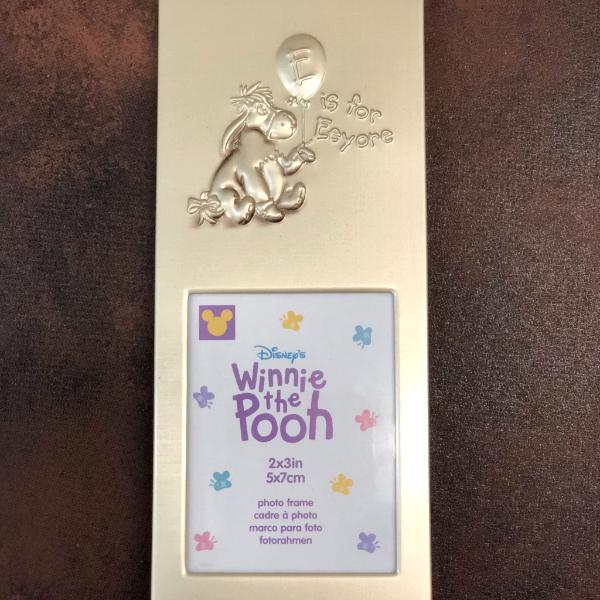 E
is for
Eeyore
Disney's
Winnie
the
Pooh
2x3in
5x7cm
photo frame
cadre à photo
marco para foto
fotorahmen